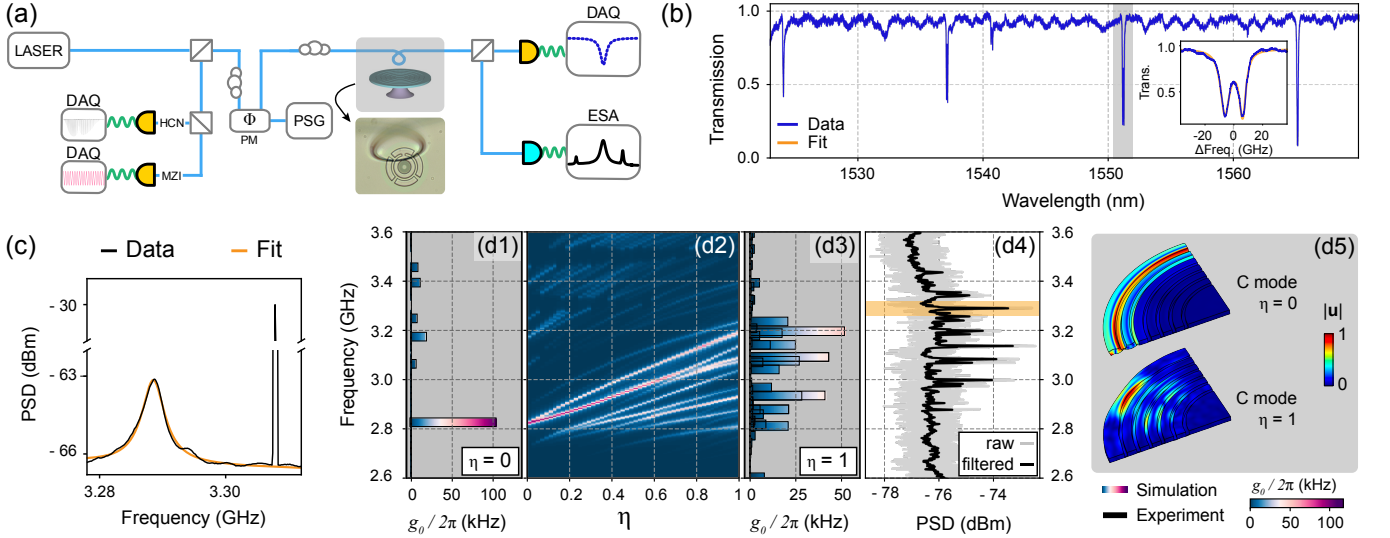 (a)
LASER
DAQ
HCN
DAQ
MZI
Φ
PM
PSG
DAQ
ESA
(b)
Transmission
1.0
0.5
0.0
Data
Fit
1530
1540
1550
1560
Wavelength (nm)
Trans.
1.0
0.5
-20
0
20
ΔFreq. (GHz)
(c)
Data
Fit
PSD (dBm)
- 30
- 63
- 66
3.28
3.30
Frequency (GHz)
(d1)
η = 0
0
50
100
g₀ / 2π (kHz)
Frequency (GHz)
3.6
3.4
3.2
3.0
2.8
2.6
(d2)
0
0.2
0.4
0.6
0.8
1
η
(d3)
η = 1
0
25
50
g₀ / 2π (kHz)
(d4)
raw
filtered
- 78
- 76
- 74
PSD (dBm)
3.6
3.4
3.2
3.0
2.8
2.6
(d5)
C mode
η = 0
|u|
1
0
C mode
η = 1
Simulation
Experiment
g₀ / 2π (kHz)
0
50
100